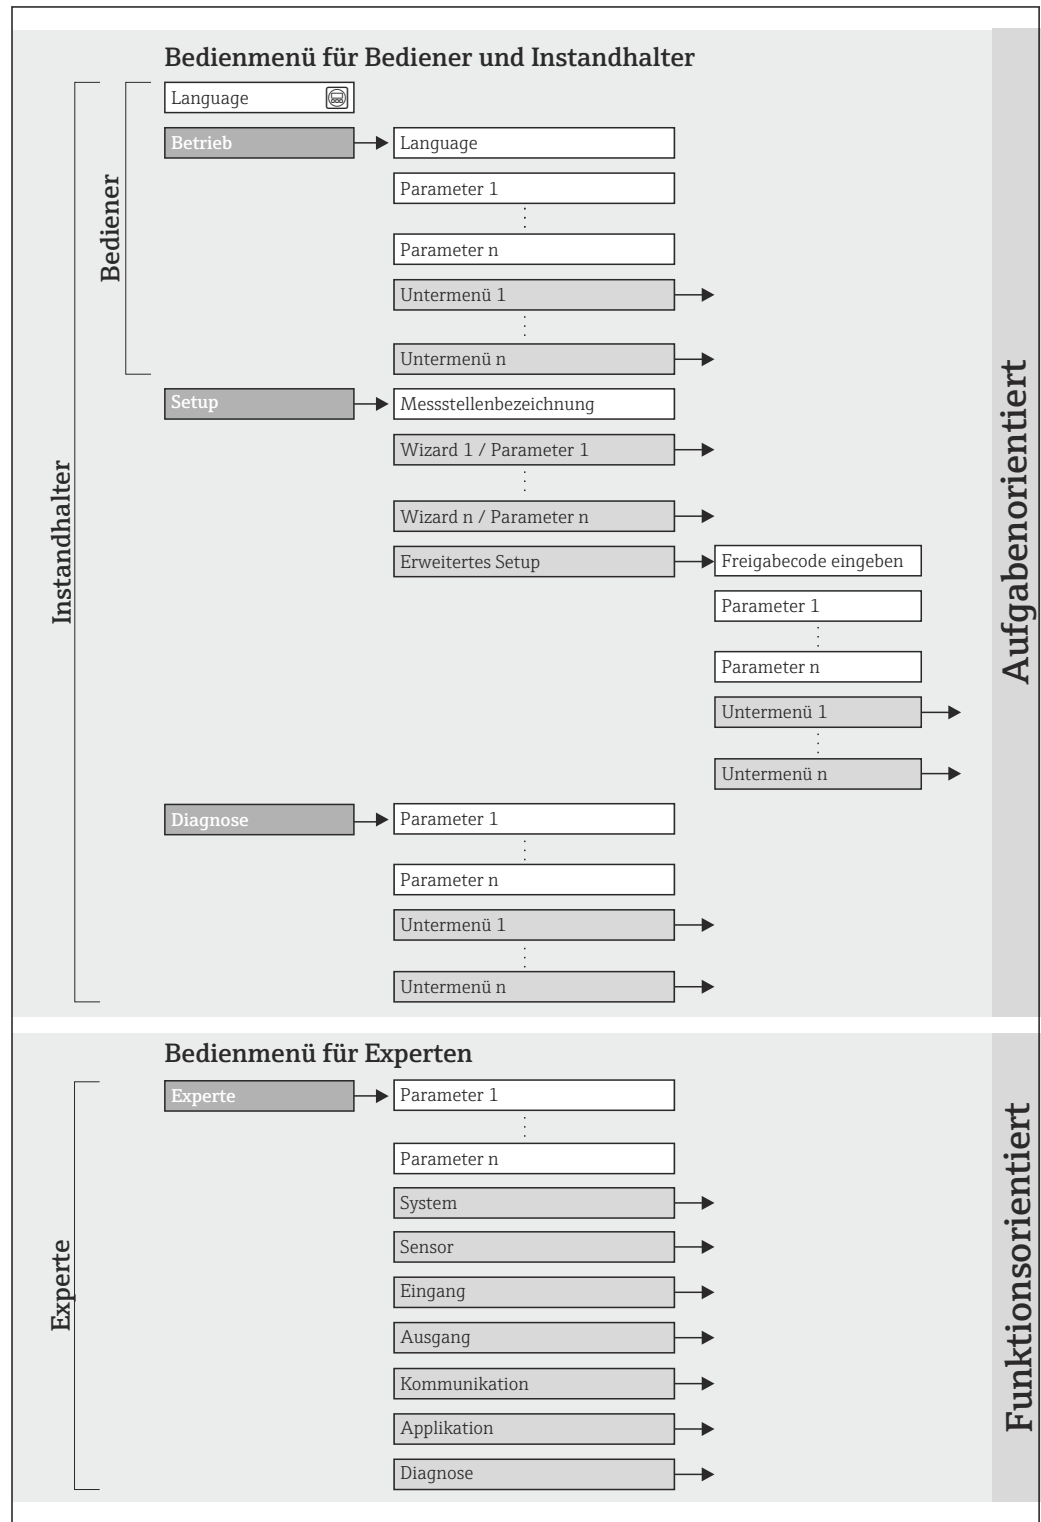 Bedienmenü für Bediener und Instandhalter
Language
Betrieb
Language
Parameter 1
Parameter n
Untermenü 1
Untermenü n
Bediener
Setup
Messstellenbezeichnung
Wizard 1 / Parameter 1
Wizard n / Parameter n
Erweitertes Setup
Freigabecode eingeben
Parameter 1
Parameter n
Untermenü 1
Untermenü n
Diagnose
Parameter 1
Parameter n
Untermenü 1
Untermenü n
Instandhalter
Aufgabenorientiert
Bedienmenü für Experten
Experte
Parameter 1
Parameter n
System
Sensor
Eingang
Ausgang
Kommunikation
Applikation
Diagnose
Experte
Funktionsorientiert